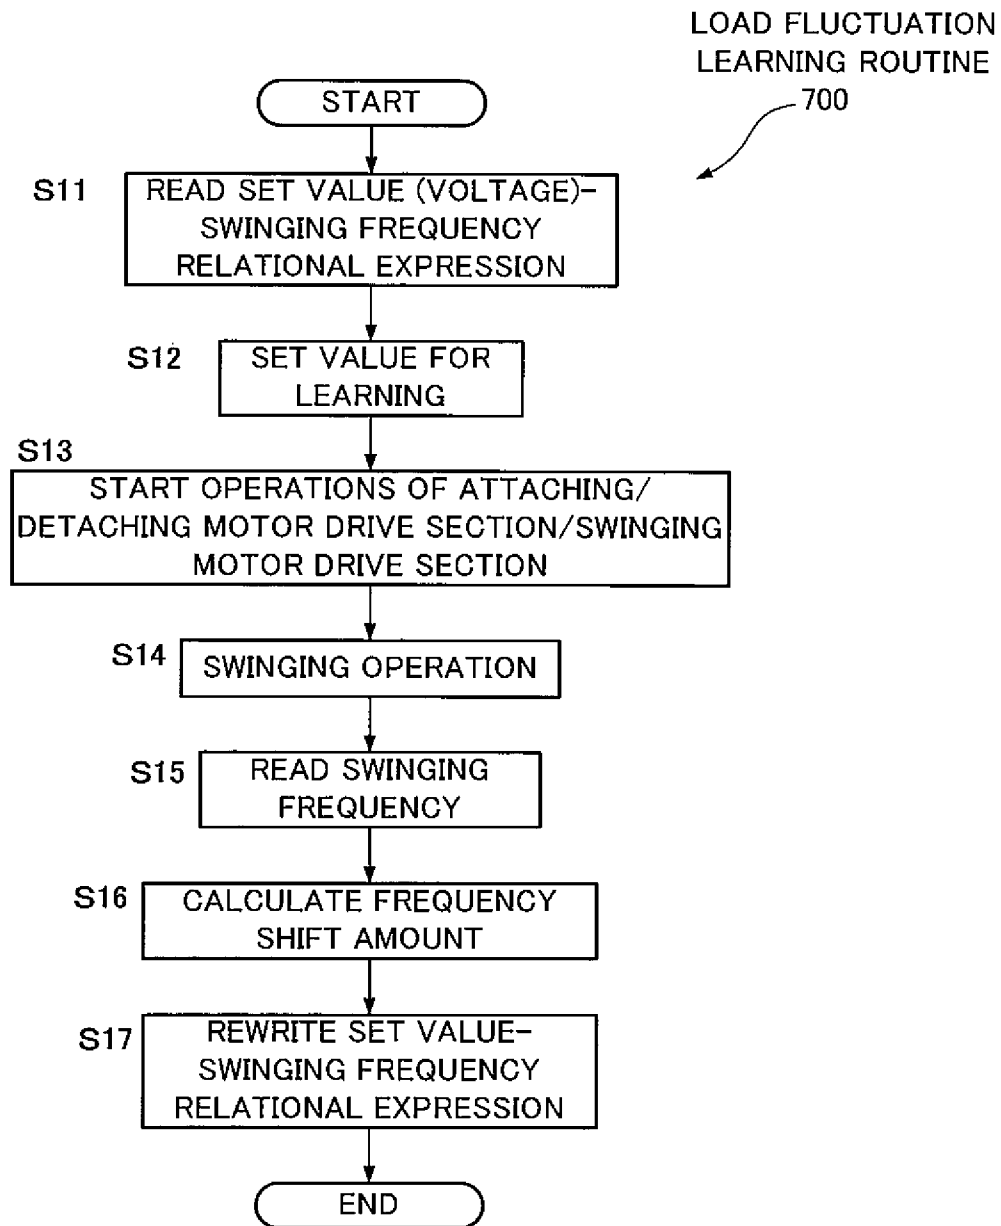 LOAD FLUCTUATION
LEARNING ROUTINE
700
START
S11
READ SET VALUE (VOLTAGE)-
SWINGING FREQUENCY
RELATIONAL EXPRESSION
S12
SET VALUE FOR
LEARNING
S13
START OPERATIONS OF ATTACHING/
DETACHING MOTOR DRIVE SECTION/SWINGING
MOTOR DRIVE SECTION
S14
SWINGING OPERATION
S15
READ SWINGING
FREQUENCY
S16
CALCULATE FREQUENCY
SHIFT AMOUNT
S17
REWRITE SET VALUE-
SWINGING FREQUENCY
RELATIONAL EXPRESSION
END